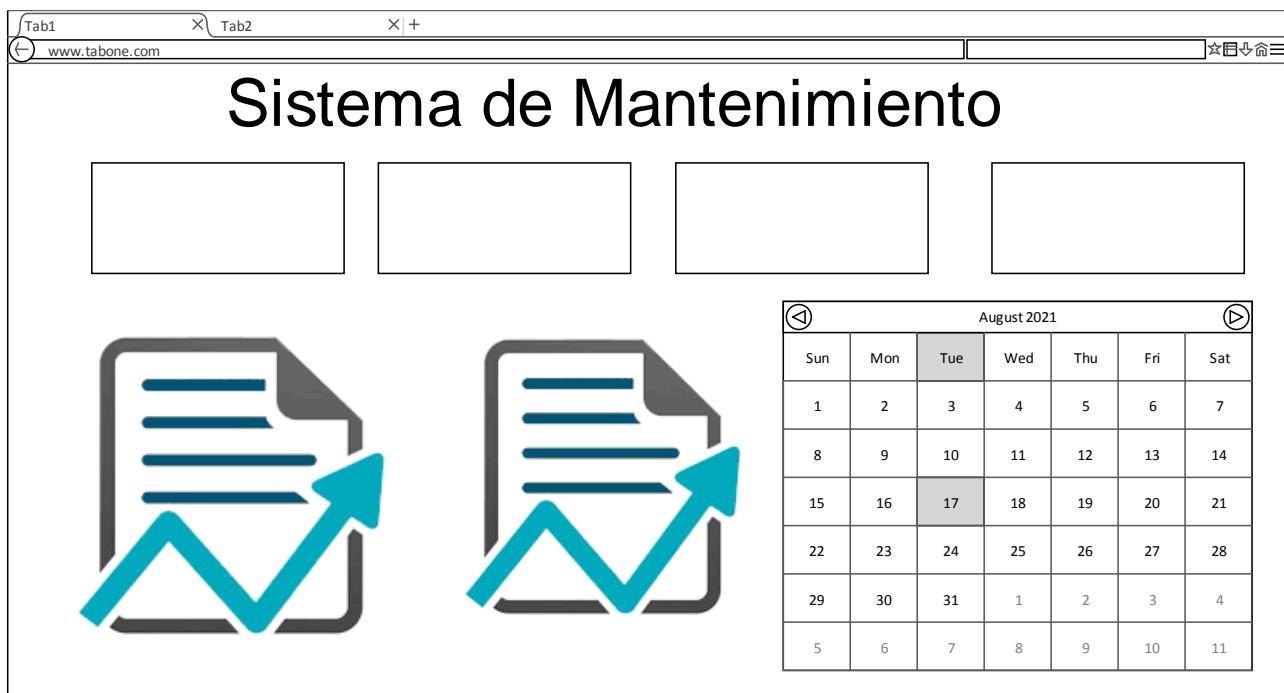 Tab1 Tab2
www.tabone.com
Sistema de Mantenimiento
August 2021
Sun Mon Tue Wed Thu Fri Sat
1 2 3 4 5 6 7
8 9 10 11 12 13 14
15 16 17 18 19 20 21
22 23 24 25 26 27 28
29 30 31 1 2 3 4
5 6 7 8 9 10 11